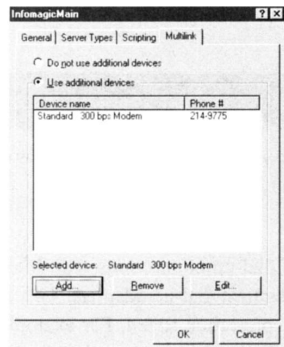 InfomagicMain
General Server Types Scripting Multilink
Do not use additional devices
Use additional devices
Device name Phone #
Standard 300 bps Modem 214-9775
Selected device: Standard 300 bps Modem
Add... Remove Edit...
OK Cancel